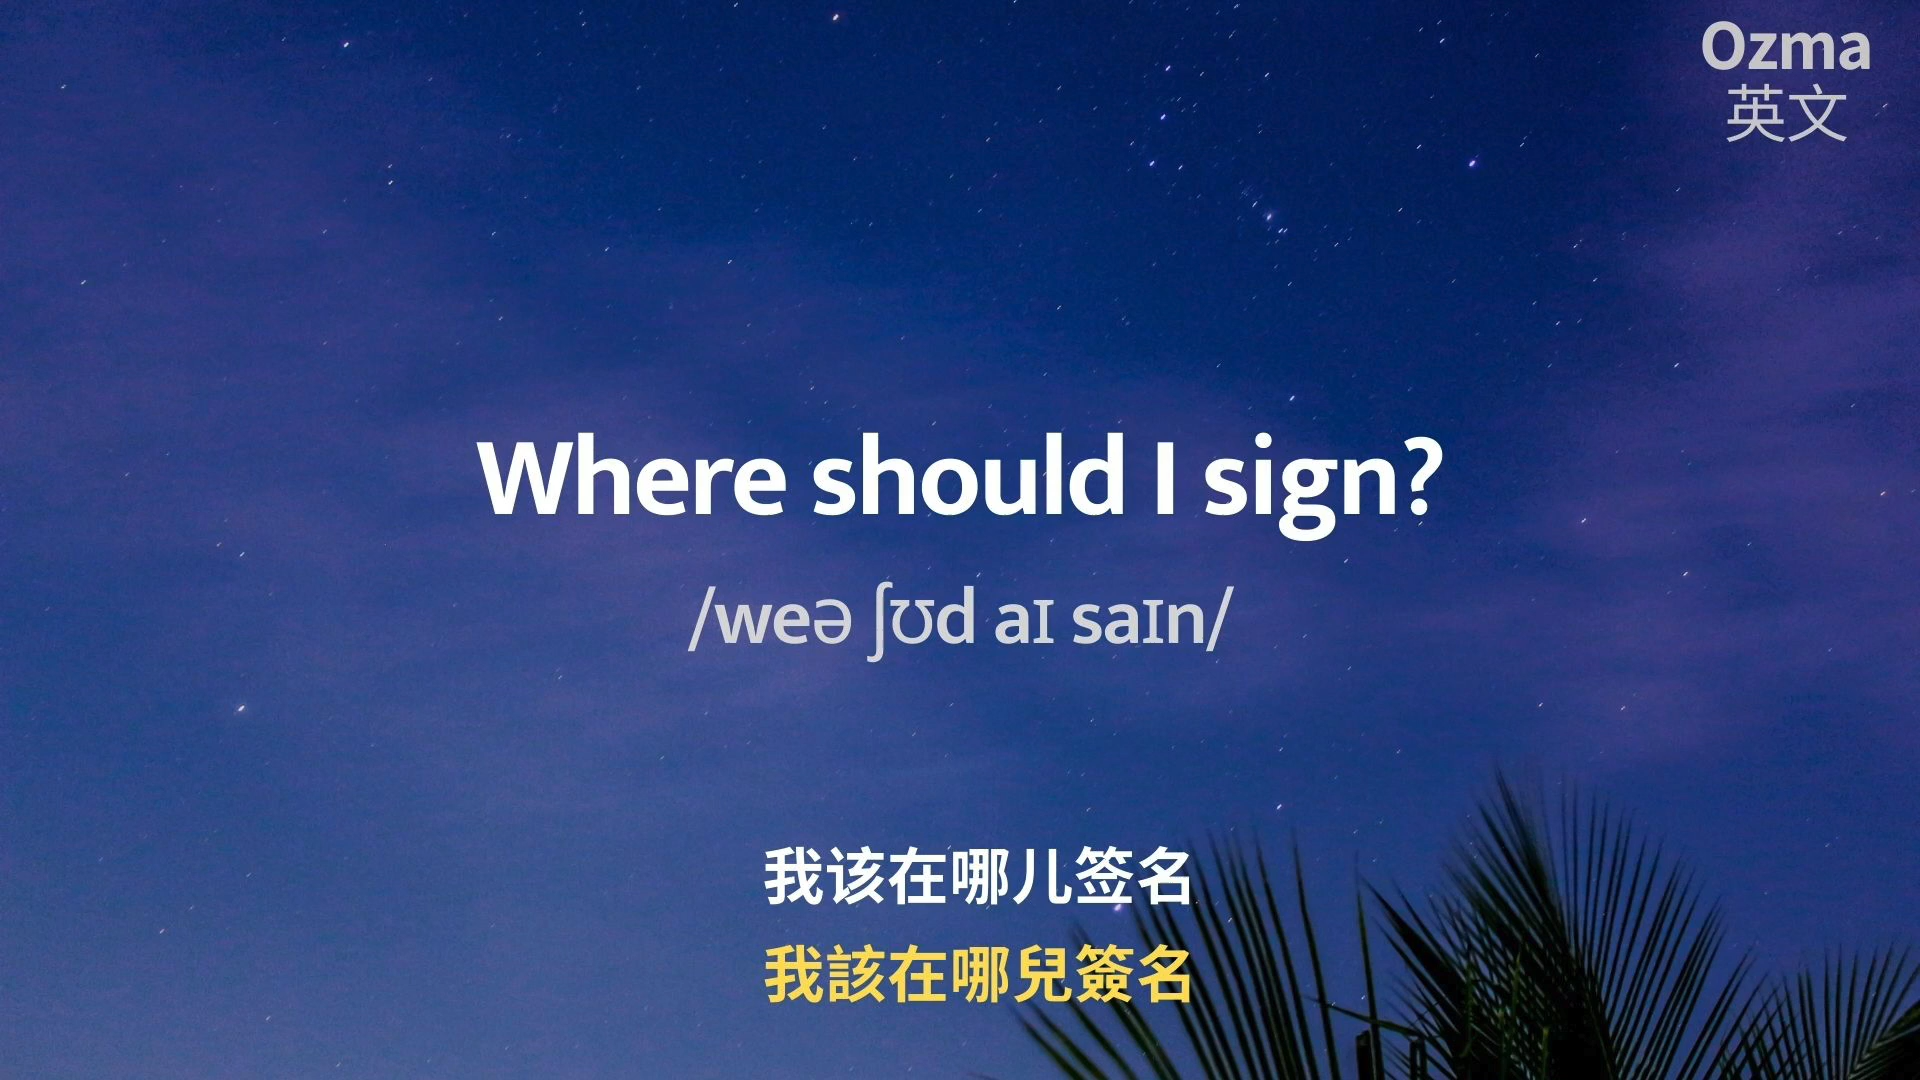 Ozma
英文
Where should I sign?
/weə ʃʊd aɪ saɪn/
我该在哪儿签名
我該在哪兒簽名